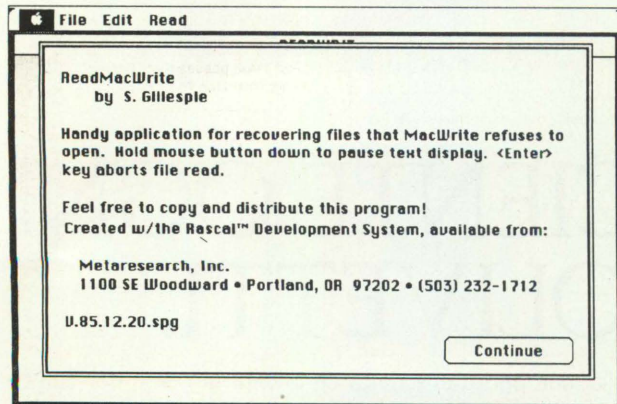 File Edit Read
ReadMacWrite
by S. Gillespie
Handy application for recovering files that MacWrite refuses to
open. Hold mouse button down to pause text display. <Enter>
key aborts file read.
Feel free to copy and distribute this program!
Created w/the Rascal™ Development System, available from:
Metaresearch, Inc.
1100 SE Woodward • Portland, OR 97202 • (503) 232-1712
V.85.12.20.spg
Continue